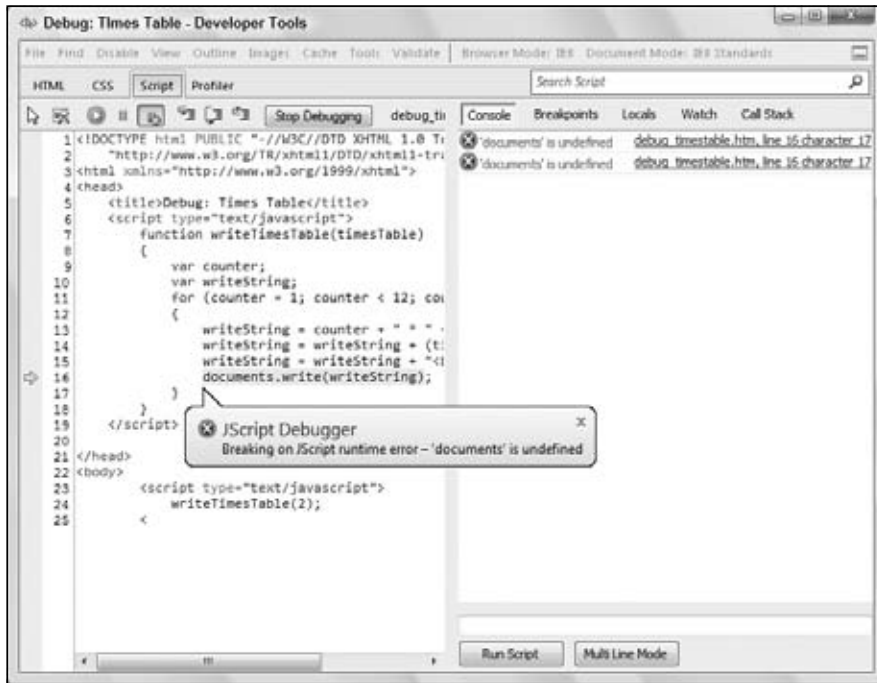 Debug: Times Table - Developer Tools
File Find Disable View Outline Images Cache Tools Validate Browser Mode: IE8 Document Mode: IE8 Standards
HTML CSS Script Profiler
Search Script
Stop Debugging debug_ti
Console Breakpoints Locals Watch Call Stack
'documents' is undefined debug_timestable.htm, line 16 character 17
'documents' is undefined debug_timestable.htm, line 16 character 17
1 <!DOCTYPE html PUBLIC "-//W3C//DTD XHTML 1.0 Tr
2 "http://www.w3.org/TR/xhtml1/DTD/xhtml1-tra
3 <html xmlns="http://www.w3.org/1999/xhtml">
4 <head>
5 <title>Debug: Times Table</title>
6 <script type="text/javascript">
7 function writeTimesTable(timesTable)
8 {
9 var counter;
10 var writeString;
11 for (counter = 1; counter < 12; cou
12 {
13 writeString = counter + " * "
14 writeString = writeString + (ti
15 writeString = writeString + "<b
16 documents.write(writeString);
17 }
18 }
19 </script>
20
21 </head>
22 <body>
23 <script type="text/javascript">
24 writeTimesTable(2);
25 <
JScript Debugger x
Breaking on JScript runtime error – 'documents' is undefined
Run Script Multi Line Mode